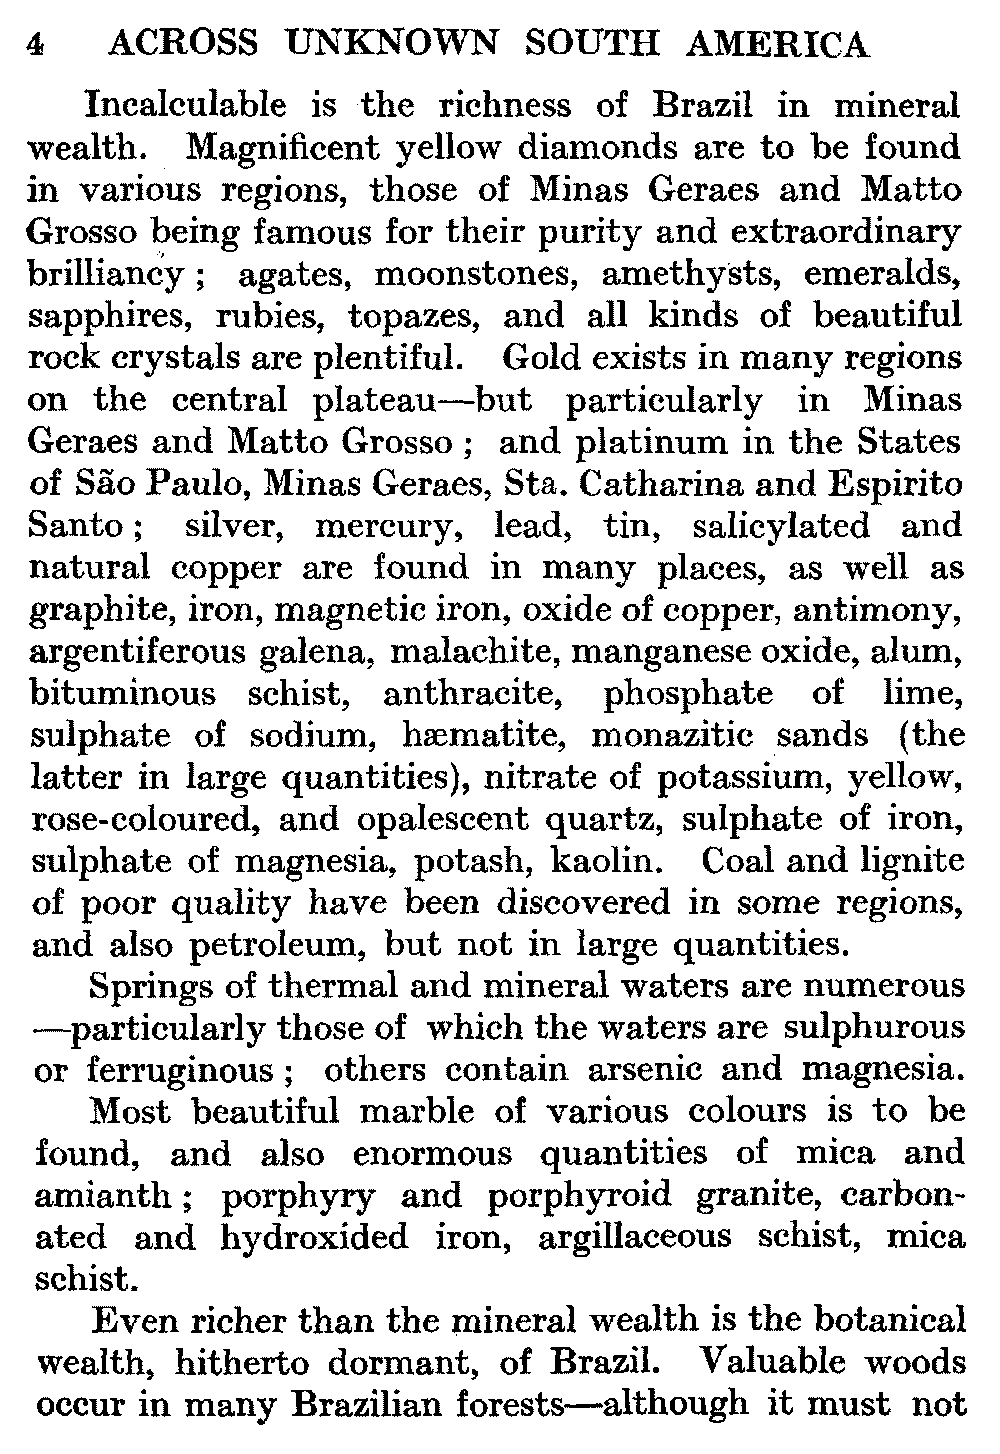 4 ACROSS UNKNOWN SOUTH AMERICA
Incalculable is the richness of Brazil in mineral
wealth. Magnificent yellow diamonds are to be found
in various regions, those of Minas Geraes and Matto
Grosso being famous for their purity and extraordinary
brilliancy ; agates, moonstones, amethysts, emeralds,
sapphires, rubies, topazes, and all kinds of beautiful
rock crystals are plentiful. Gold exists in many regions
on the central plateau—but particularly in Minas
Geraes and Matto Grosso ; and platinum in the States
of São Paulo, Minas Geraes, Sta. Catharina and Espirito
Santo ; silver, mercury, lead, tin, salicylated and
natural copper are found in many places, as well as
graphite, iron, magnetic iron, oxide of copper, antimony,
argentiferous galena, malachite, manganese oxide, alum,
bituminous schist, anthracite, phosphate of lime,
sulphate of sodium, hæmatite, monazitic sands (the
latter in large quantities), nitrate of potassium, yellow,
rose-coloured, and opalescent quartz, sulphate of iron,
sulphate of magnesia, potash, kaolin. Coal and lignite
of poor quality have been discovered in some regions,
and also petroleum, but not in large quantities.
Springs of thermal and mineral waters are numerous
—particularly those of which the waters are sulphurous
or ferruginous ; others contain arsenic and magnesia.
Most beautiful marble of various colours is to be
found, and also enormous quantities of mica and
amianth ; porphyry and porphyroid granite, carbon-
ated and hydroxided iron, argillaceous schist, mica
schist.
Even richer than the mineral wealth is the botanical
wealth, hitherto dormant, of Brazil. Valuable woods
occur in many Brazilian forests—although it must not